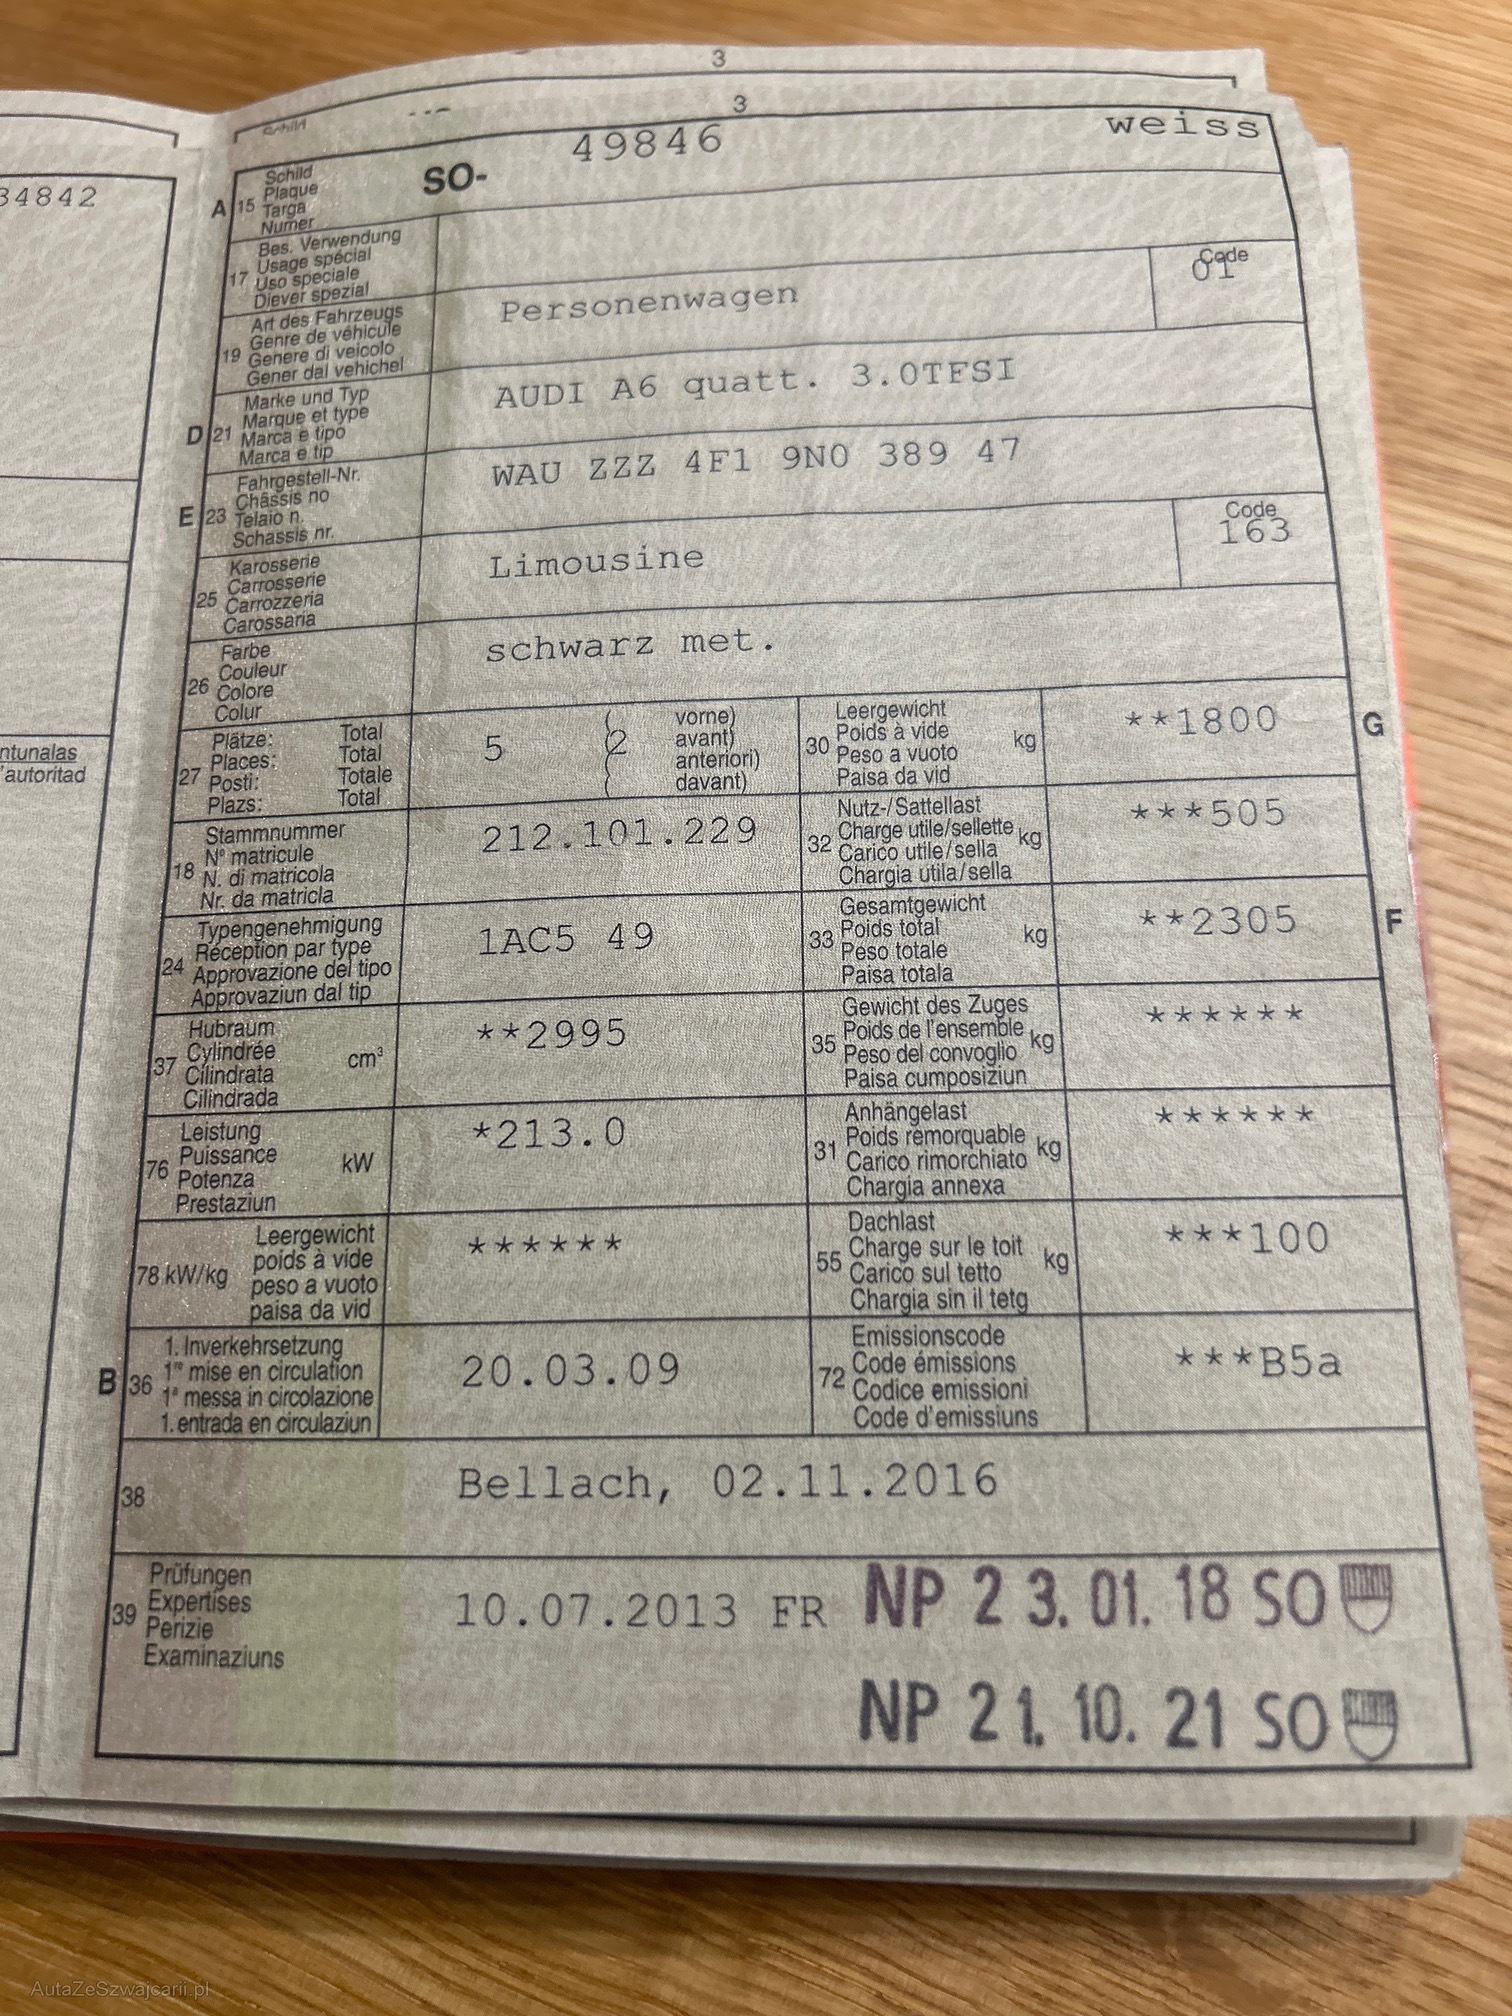 3
3
34842
ntunalas
'autoritad
A 15 Schild
Plaque
Targa
Numer
SO- 49846 weiss
17 Bes. Verwendung
Usage spécial
Uso speciale
Diever spezial
19 Art des Fahrzeugs
Genre de véhicule
Genere di veicolo
Gener dal vehichel
Personenwagen
Code
01
D 21 Marke und Typ
Marque et type
Marca e tipo
Marca e tip
AUDI A6 quatt. 3.0TFSI
E 23 Fahrgestell-Nr.
Châssis no
Telaio n.
Schassis nr.
WAU ZZZ 4F1 9N0 389 47
25 Karosserie
Carrosserie
Carrozzeria
Carossaria
Limousine
Code
163
26 Farbe
Couleur
Colore
Colur
schwarz met.
27 Plätze: Total
Places: Total
Posti: Totale
Plazs: Total
5 (2 vorne)
avant)
anteriori)
davant)
30 Leergewicht
Poids à vide
Peso a vuoto
Paisa da vid
kg
**1800
G
18 Stammnummer
N° matricule
N. di matricola
Nr. da matricla
212.101.229
32 Nutz-/Sattellast
Charge utile/sellette
Carico utile/sella
Chargia utila/sella
kg
***505
24 Typengenehmigung
Réception par type
Approvazione del tipo
Approvaziun dal tip
1AC5 49
33 Gesamtgewicht
Poids total
Peso totale
Paisa totala
kg
**2305
F
37 Hubraum
Cylindrée
Cilindrata
Cilindrada
cm³
**2995
35 Gewicht des Zuges
Poids de l'ensemble
Peso del convoglio
Paisa cumposiziun
kg
******
76 Leistung
Puissance
Potenza
Prestaziun
kW
*213.0
31 Anhängelast
Poids remorquable
Carico rimorchiato
Chargia annexa
kg
******
78 kW/kg Leergewicht
poids à vide
peso a vuoto
paisa da vid
******
55 Dachlast
Charge sur le toit
Carico sul tetto
Chargia sin il tetg
kg
***100
B 36 1. Inverkehrsetzung
1re mise en circulation
1a messa in circolazione
1. entrada en circulaziun
20.03.09
72 Emissionscode
Code émissions
Codice emissioni
Code d'emissiuns
***B5a
38 Bellach, 02.11.2016
39 Prüfungen
Expertises
Perizie
Examinaziuns
10.07.2013 FR NP 23.01.18 SO
NP 21.10.21 SO
AutaZeSzwajcarii.pl